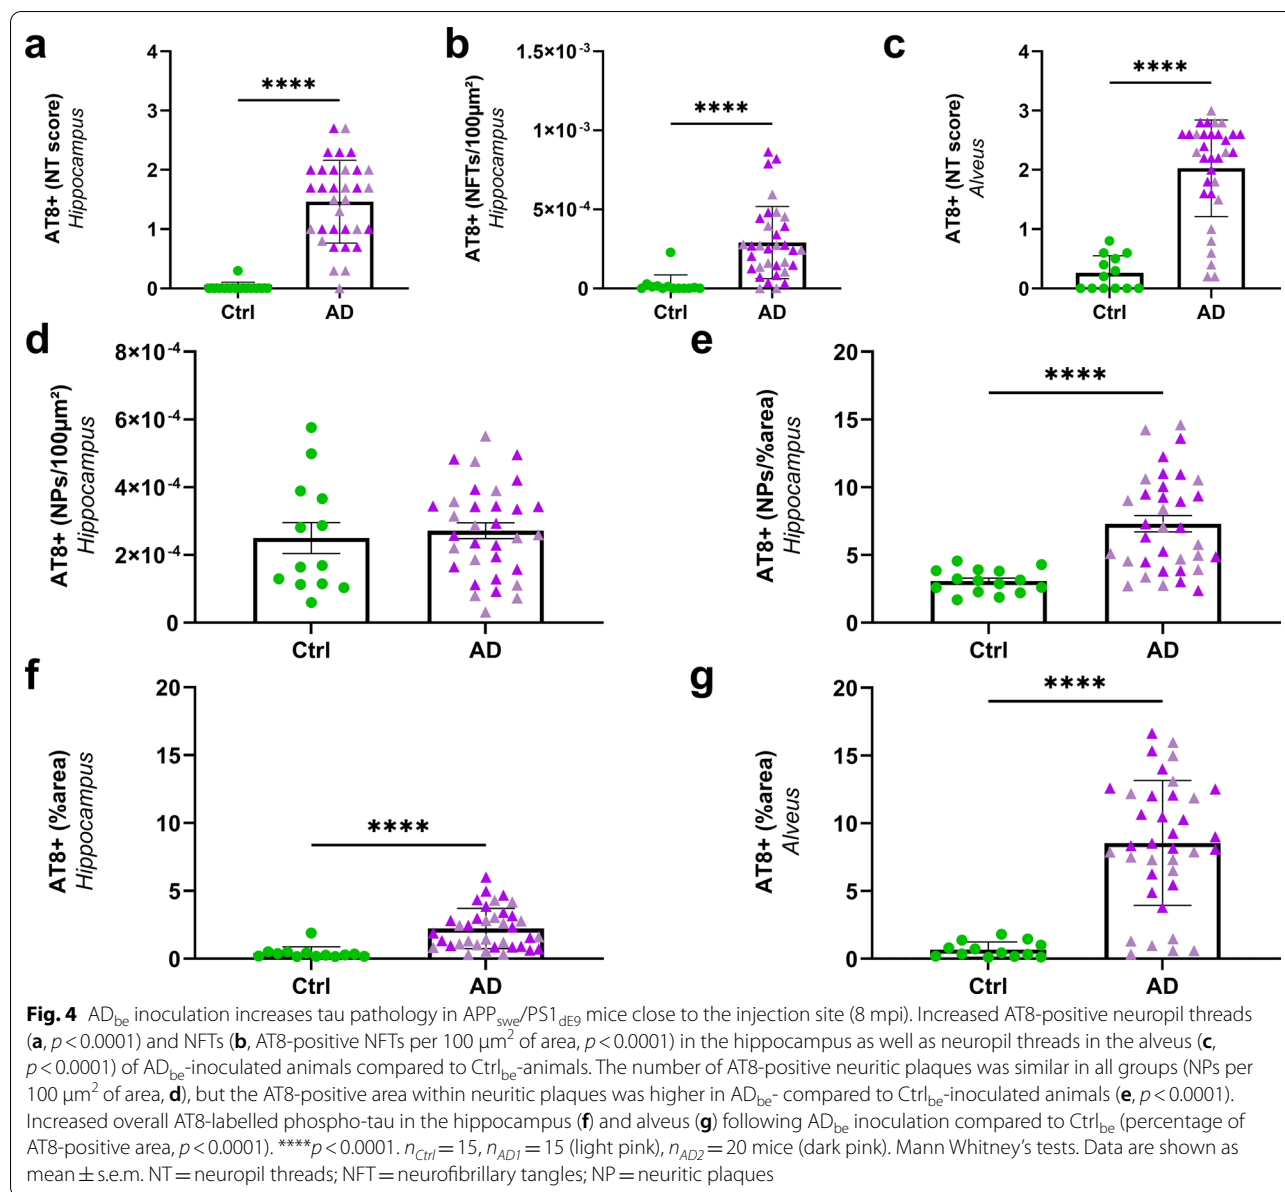 a
4
3
2
1
0
AT8+ (NT score)
Hippocampus
****
Ctrl
AD
b
1.5×10⁻³
1×10⁻³
5×10⁻⁴
0
AT8+ (NFTs/100µm²)
Hippocampus
****
Ctrl
AD
c
4
3
2
1
0
AT8+ (NT score)
Alveus
****
Ctrl
AD
d
8×10⁻⁴
6×10⁻⁴
4×10⁻⁴
2×10⁻⁴
0
AT8+ (NPs/100µm²)
Hippocampus
Ctrl
AD
e
20
15
10
5
0
AT8+ (NPs/%area)
Hippocampus
****
Ctrl
AD
f
20
15
10
5
0
AT8+ (%area)
Hippocampus
****
Ctrl
AD
g
20
15
10
5
0
AT8+ (%area)
Alveus
****
Ctrl
AD
Fig. 4 ADbe inoculation increases tau pathology in APPswe/PS1dE9 mice close to the injection site (8 mpi). Increased AT8-positive neuropil threads
(a, p < 0.0001) and NFTs (b, AT8-positive NFTs per 100 µm² of area, p < 0.0001) in the hippocampus as well as neuropil threads in the alveus (c,
p < 0.0001) of ADbe-inoculated animals compared to Ctrlbe-animals. The number of AT8-positive neuritic plaques was similar in all groups (NPs per
100 µm² of area, d), but the AT8-positive area within neuritic plaques was higher in ADbe- compared to Ctrlbe-inoculated animals (e, p < 0.0001).
Increased overall AT8-labelled phospho-tau in the hippocampus (f) and alveus (g) following ADbe inoculation compared to Ctrlbe (percentage of
AT8-positive area, p < 0.0001). ****p < 0.0001. nCtrl = 15, nAD1 = 15 (light pink), nAD2 = 20 mice (dark pink). Mann Whitney's tests. Data are shown as
mean ± s.e.m. NT = neuropil threads; NFT = neurofibrillary tangles; NP = neuritic plaques